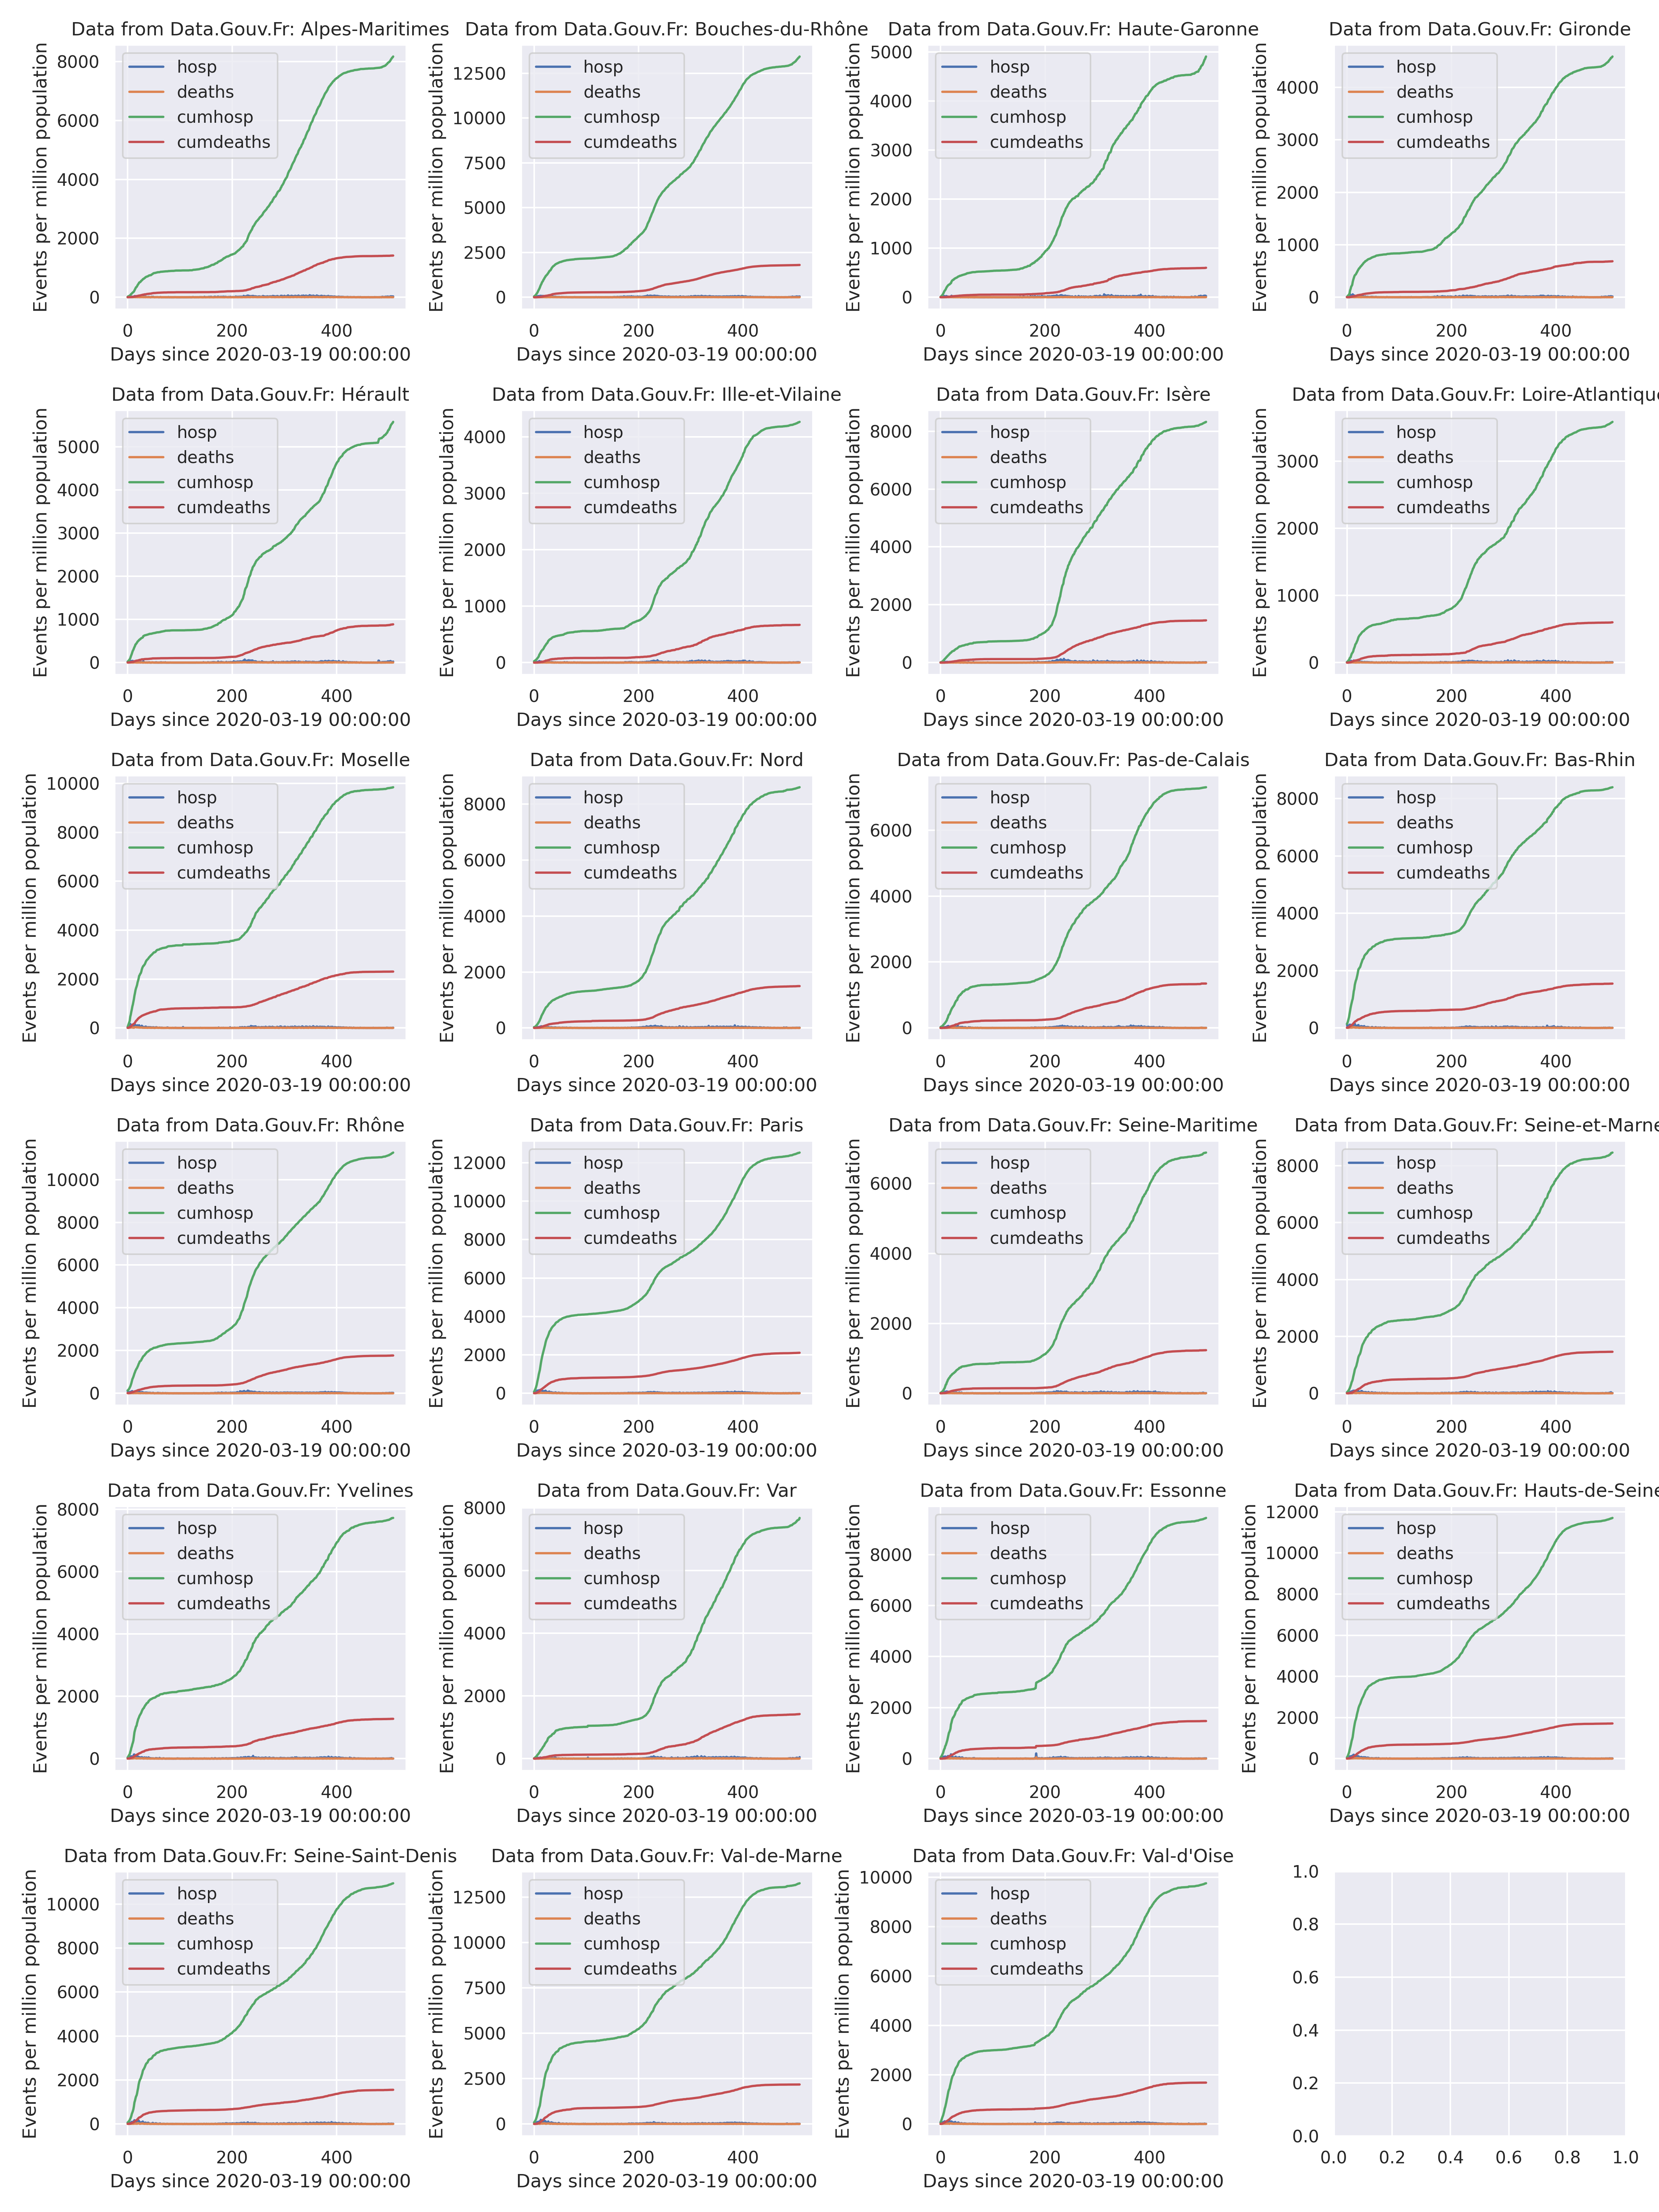 Data from Data.Gouv.Fr: Alpes-Maritimes
Events per million population
8000
6000
4000
2000
0
hosp
deaths
cumhosp
cumdeaths
0 200 400
Days since 2020-03-19 00:00:00
Data from Data.Gouv.Fr: Bouches-du-Rhône
Events per million population
12500
10000
7500
5000
2500
0
hosp
deaths
cumhosp
cumdeaths
0 200 400
Days since 2020-03-19 00:00:00
Data from Data.Gouv.Fr: Haute-Garonne
Events per million population
5000
4000
3000
2000
1000
0
hosp
deaths
cumhosp
cumdeaths
0 200 400
Days since 2020-03-19 00:00:00
Data from Data.Gouv.Fr: Gironde
Events per million population
4000
3000
2000
1000
0
hosp
deaths
cumhosp
cumdeaths
0 200 400
Days since 2020-03-19 00:00:00
Data from Data.Gouv.Fr: Hérault
Events per million population
5000
4000
3000
2000
1000
0
hosp
deaths
cumhosp
cumdeaths
0 200 400
Days since 2020-03-19 00:00:00
Data from Data.Gouv.Fr: Ille-et-Vilaine
Events per million population
4000
3000
2000
1000
0
hosp
deaths
cumhosp
cumdeaths
0 200 400
Days since 2020-03-19 00:00:00
Data from Data.Gouv.Fr: Isère
Events per million population
8000
6000
4000
2000
0
hosp
deaths
cumhosp
cumdeaths
0 200 400
Days since 2020-03-19 00:00:00
Data from Data.Gouv.Fr: Loire-Atlantique
Events per million population
3000
2000
1000
0
hosp
deaths
cumhosp
cumdeaths
0 200 400
Days since 2020-03-19 00:00:00
Data from Data.Gouv.Fr: Moselle
Events per million population
10000
8000
6000
4000
2000
0
hosp
deaths
cumhosp
cumdeaths
0 200 400
Days since 2020-03-19 00:00:00
Data from Data.Gouv.Fr: Nord
Events per million population
8000
6000
4000
2000
0
hosp
deaths
cumhosp
cumdeaths
0 200 400
Days since 2020-03-19 00:00:00
Data from Data.Gouv.Fr: Pas-de-Calais
Events per million population
6000
4000
2000
0
hosp
deaths
cumhosp
cumdeaths
0 200 400
Days since 2020-03-19 00:00:00
Data from Data.Gouv.Fr: Bas-Rhin
Events per million population
8000
6000
4000
2000
0
hosp
deaths
cumhosp
cumdeaths
0 200 400
Days since 2020-03-19 00:00:00
Data from Data.Gouv.Fr: Rhône
Events per million population
10000
8000
6000
4000
2000
0
hosp
deaths
cumhosp
cumdeaths
0 200 400
Days since 2020-03-19 00:00:00
Data from Data.Gouv.Fr: Paris
Events per million population
12000
10000
8000
6000
4000
2000
0
hosp
deaths
cumhosp
cumdeaths
0 200 400
Days since 2020-03-19 00:00:00
Data from Data.Gouv.Fr: Seine-Maritime
Events per million population
6000
4000
2000
0
hosp
deaths
cumhosp
cumdeaths
0 200 400
Days since 2020-03-19 00:00:00
Data from Data.Gouv.Fr: Seine-et-Marne
Events per million population
8000
6000
4000
2000
0
hosp
deaths
cumhosp
cumdeaths
0 200 400
Days since 2020-03-19 00:00:00
Data from Data.Gouv.Fr: Yvelines
Events per million population
8000
6000
4000
2000
0
hosp
deaths
cumhosp
cumdeaths
0 200 400
Days since 2020-03-19 00:00:00
Data from Data.Gouv.Fr: Var
Events per million population
8000
6000
4000
2000
0
hosp
deaths
cumhosp
cumdeaths
0 200 400
Days since 2020-03-19 00:00:00
Data from Data.Gouv.Fr: Essonne
Events per million population
8000
6000
4000
2000
0
hosp
deaths
cumhosp
cumdeaths
0 200 400
Days since 2020-03-19 00:00:00
Data from Data.Gouv.Fr: Hauts-de-Seine
Events per million population
12000
10000
8000
6000
4000
2000
0
hosp
deaths
cumhosp
cumdeaths
0 200 400
Days since 2020-03-19 00:00:00
Data from Data.Gouv.Fr: Seine-Saint-Denis
Events per million population
10000
8000
6000
4000
2000
0
hosp
deaths
cumhosp
cumdeaths
0 200 400
Days since 2020-03-19 00:00:00
Data from Data.Gouv.Fr: Val-de-Marne
Events per million population
12500
10000
7500
5000
2500
0
hosp
deaths
cumhosp
cumdeaths
0 200 400
Days since 2020-03-19 00:00:00
Data from Data.Gouv.Fr: Val-d'Oise
Events per million population
10000
8000
6000
4000
2000
0
hosp
deaths
cumhosp
cumdeaths
0 200 400
Days since 2020-03-19 00:00:00
1.0
0.8
0.6
0.4
0.2
0.0
0.0 0.2 0.4 0.6 0.8 1.0